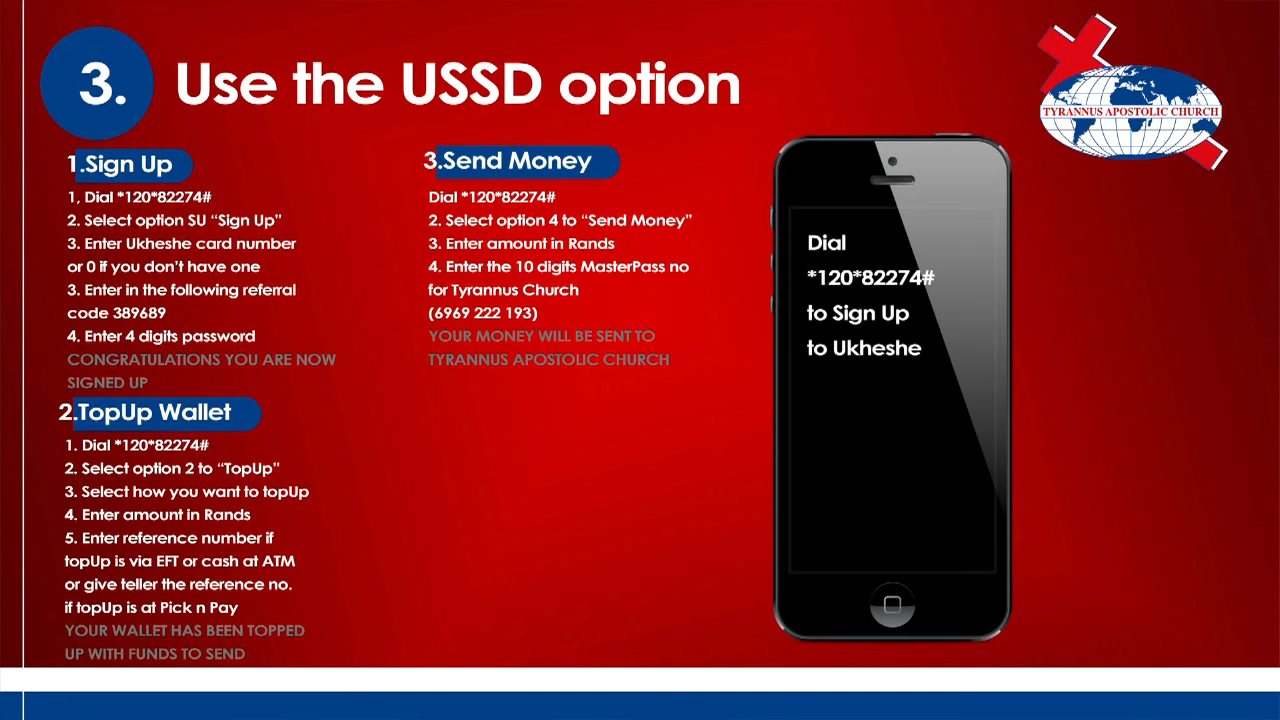 3. Use the USSD option
TYRANNUS APOSTOLIC CHURCH
1.Sign Up
1, Dial *120*82274#
2. Select option SU “Sign Up”
3. Enter Ukheshe card number
or 0 if you don’t have one
3. Enter in the following referral
code 389689
4. Enter 4 digits password
CONGRATULATIONS YOU ARE NOW
SIGNED UP
2.TopUp Wallet
1. Dial *120*82274#
2. Select option 2 to “TopUp”
3. Select how you want to topUp
4. Enter amount in Rands
5. Enter reference number if
topUp is via EFT or cash at ATM
or give teller the reference no.
if topUp is at Pick n Pay
YOUR WALLET HAS BEEN TOPPED
UP WITH FUNDS TO SEND
3.Send Money
Dial *120*82274#
2. Select option 4 to “Send Money”
3. Enter amount in Rands
4. Enter the 10 digits MasterPass no
for Tyrannus Church
(6969 222 193)
YOUR MONEY WILL BE SENT TO
TYRANNUS APOSTOLIC CHURCH
Dial
*120*82274#
to Sign Up
to Ukheshe